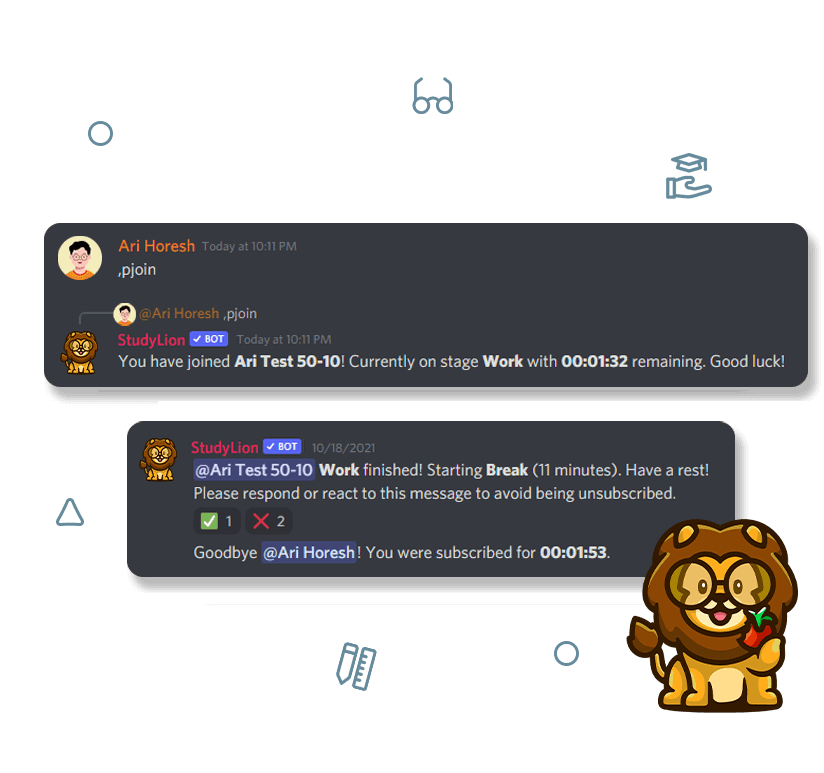 Ari Horesh Today at 10:11 PM
,pjoin
@Ari Horesh ,pjoin
StudyLion ✓ BOT Today at 10:11 PM
You have joined Ari Test 50-10! Currently on stage Work with 00:01:32 remaining. Good luck!
StudyLion ✓ BOT 10/18/2021
@Ari Test 50-10 Work finished! Starting Break (11 minutes). Have a rest!
Please respond or react to this message to avoid being unsubscribed.
✅ 1 ❌ 2
Goodbye @Ari Horesh! You were subscribed for 00:01:53.